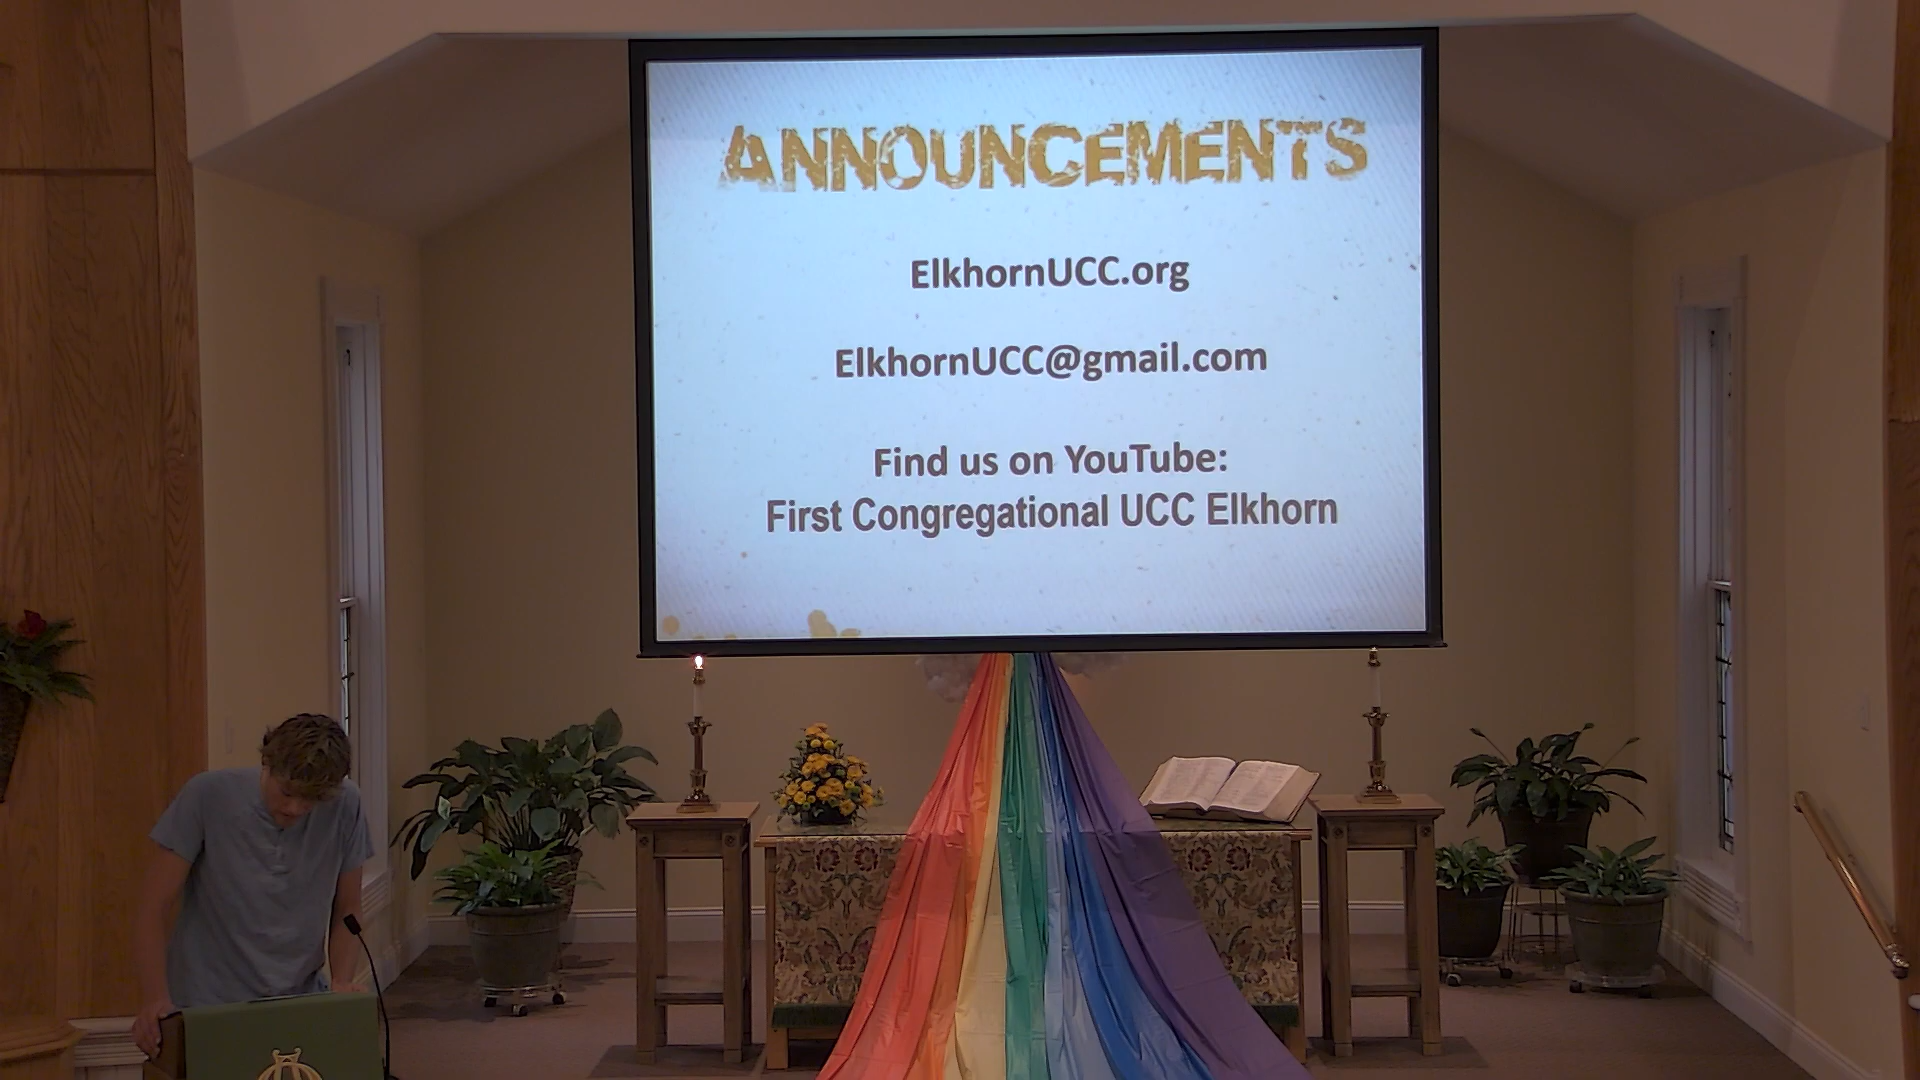 ANNOUNCEMENTS
ElkhornUCC.org
ElkhornUCC@gmail.com
Find us on YouTube:
First Congregational UCC Elkhorn